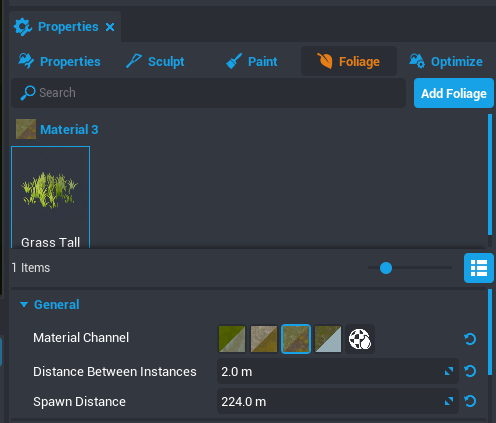 Properties
Properties Sculpt Paint Foliage Optimize
Search Add Foliage
Material 3
Grass Tall
1 Items
General
Material Channel
Distance Between Instances 2.0 m
Spawn Distance 224.0 m